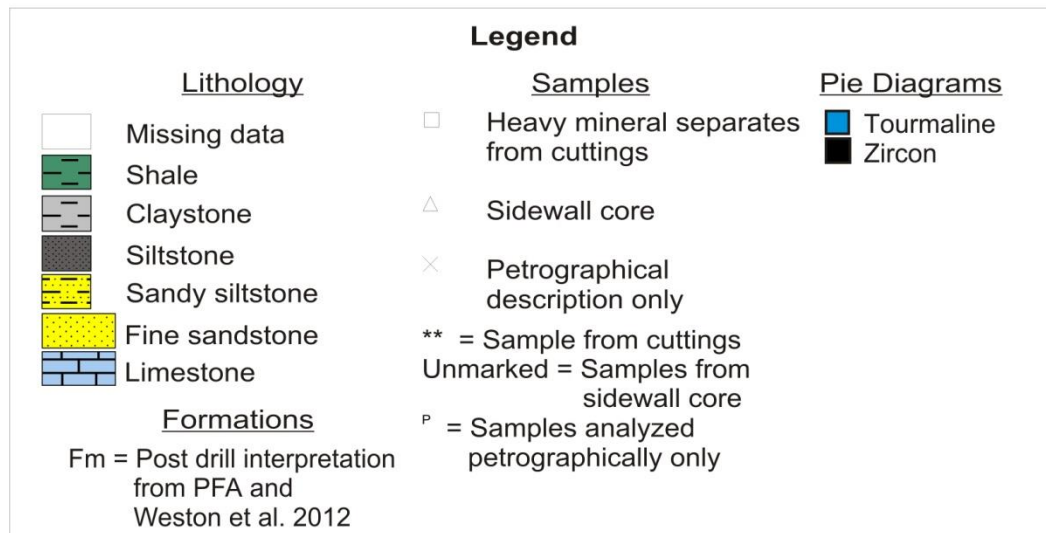 Legend
Lithology
Missing data
Shale
Claystone
Siltstone
Sandy siltstone
Fine sandstone
Limestone
Formations
Fm = Post drill interpretation
from PFA and
Weston et al. 2012
Samples
Heavy mineral separates
from cuttings
Sidewall core
Petrographical
description only
** = Sample from cuttings
Unmarked = Samples from
sidewall core
P = Samples analyzed
petrographically only
Pie Diagrams
Tourmaline
Zircon